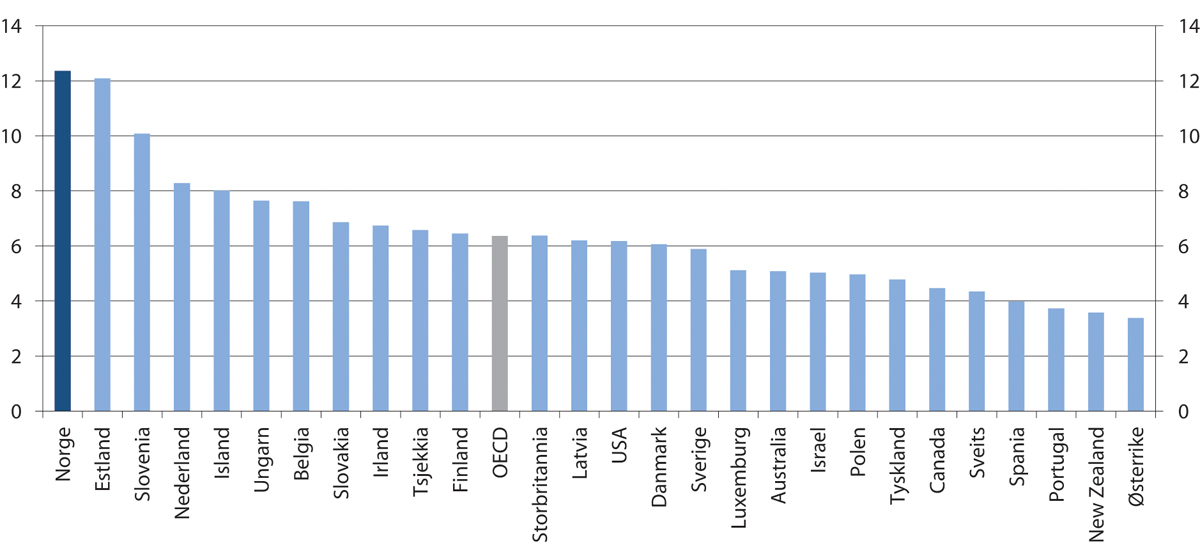 14
12
10
8
6
4
2
0
14
12
10
8
6
4
2
0
Norge
Estland
Slovenia
Nederland
Island
Ungarn
Belgia
Slovakia
Irland
Tsjekkia
Finland
OECD
Storbritannia
Latvia
USA
Danmark
Sverige
Luxemburg
Australia
Israel
Polen
Tyskland
Canada
Sveits
Spania
Portugal
New Zealand
Østerrike